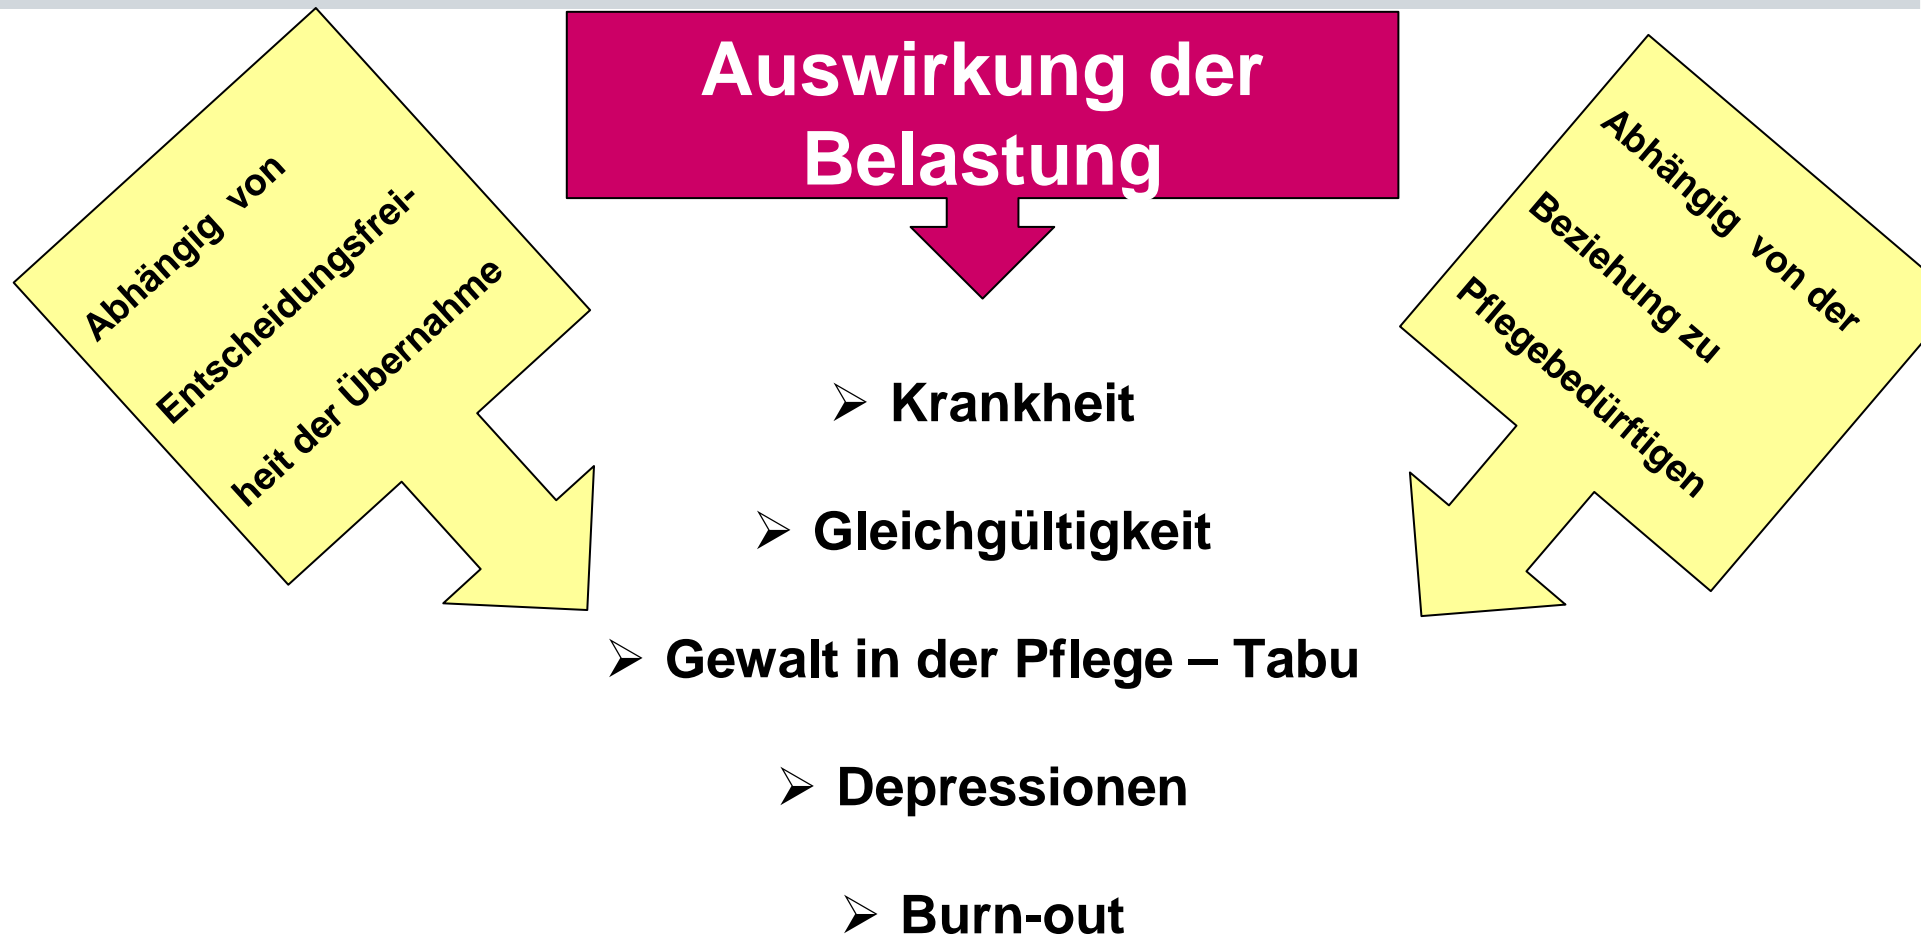 Auswirkung der
Belastung
Abhängig von
Entscheidungsfrei-
heit der Übernahme
Abhängig von der
Beziehung zu
Pflegebedürftigen
➢ Krankheit
➢ Gleichgültigkeit
➢ Gewalt in der Pflege – Tabu
➢ Depressionen
➢ Burn-out